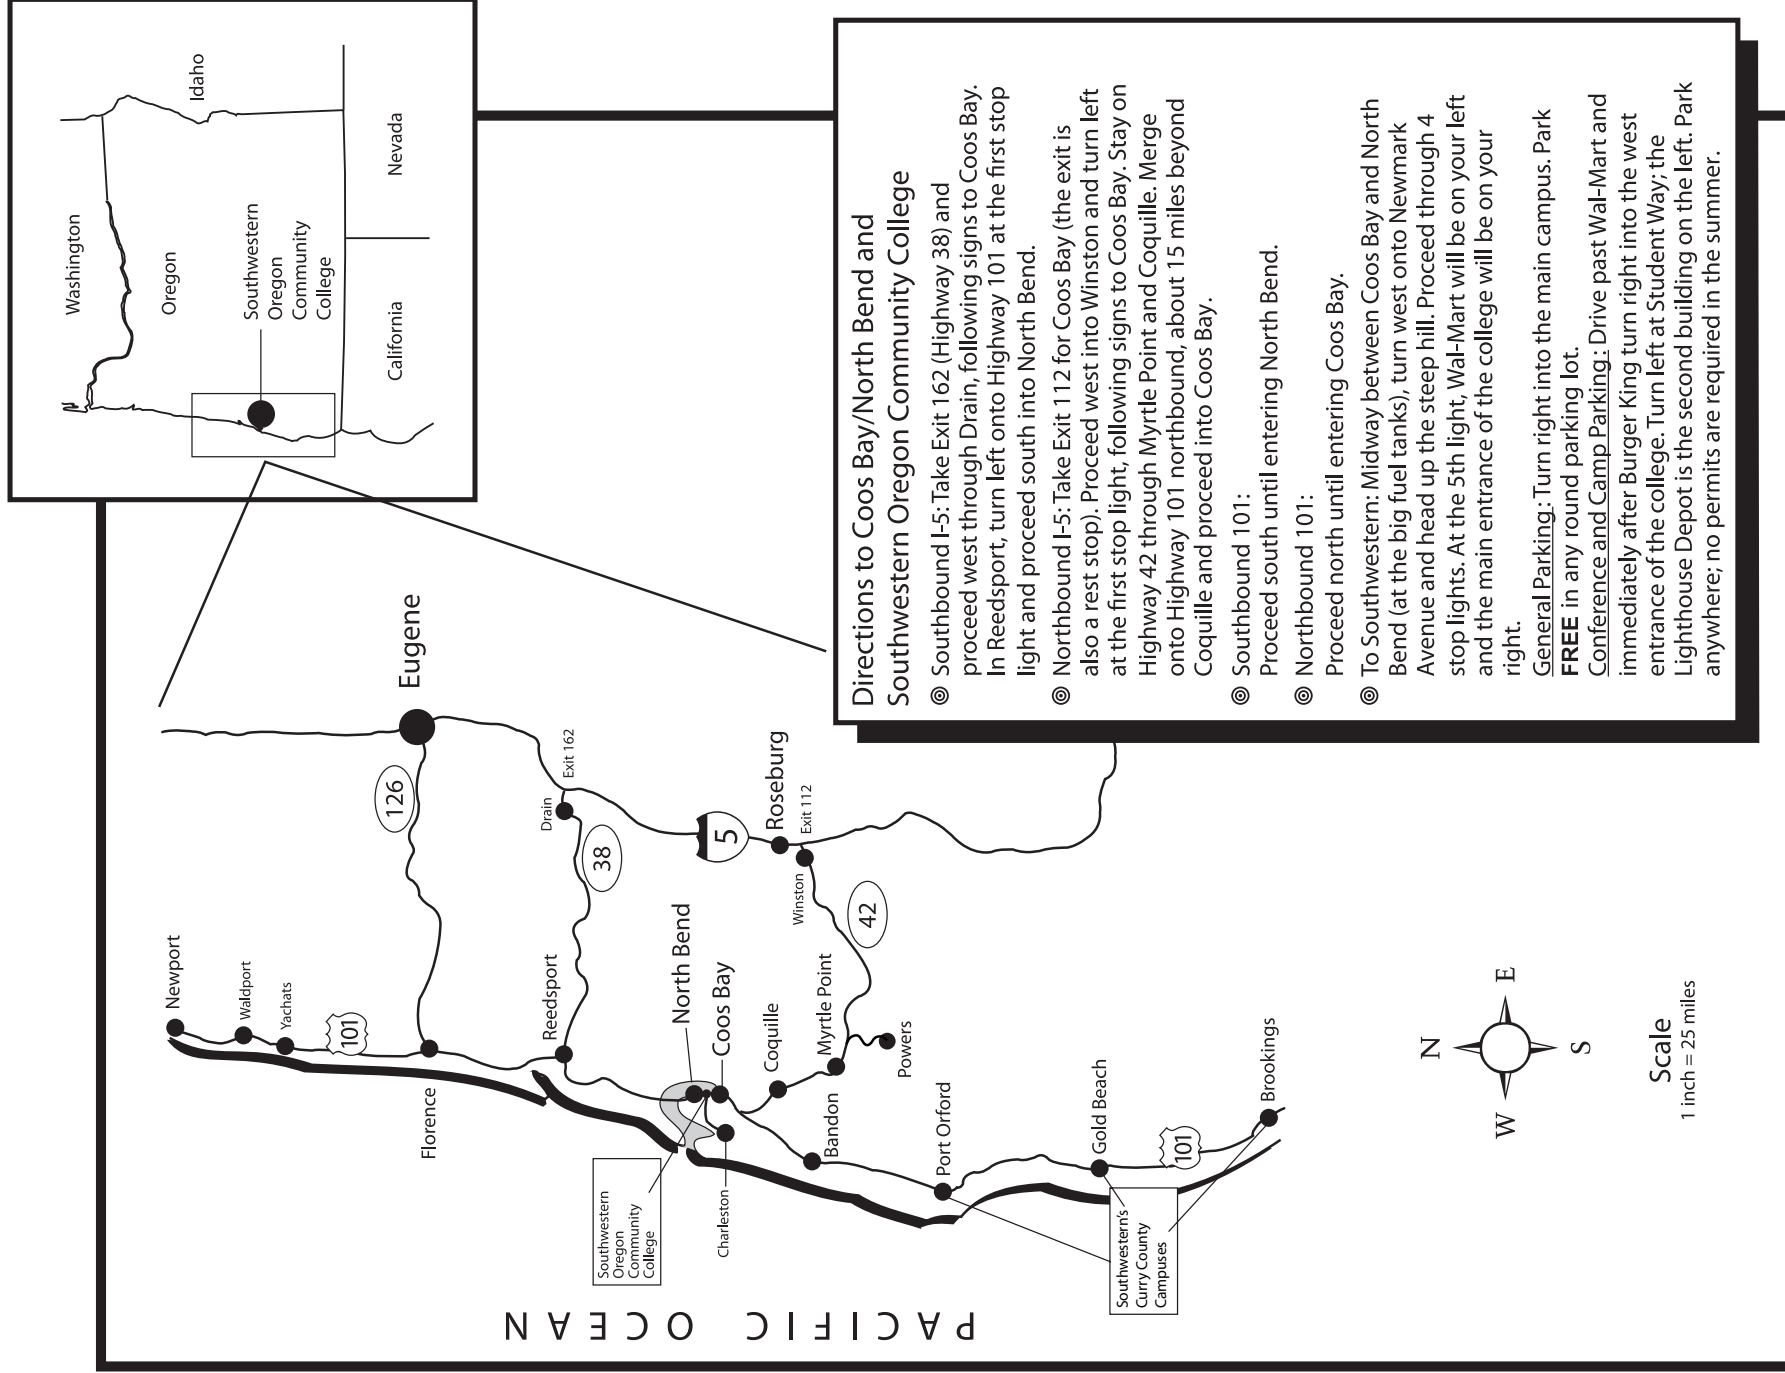 Washington
Idaho
Oregon
Southwestern
Oregon
Community
College
California
Nevada
Newport
Waldport
Yachats
101
126
Eugene
Florence
Reedsport
Drain
Exit 162
38
5
North Bend
Coos Bay
Southwestern
Oregon
Community
College
Charleston
Coquille
Roseburg
Exit 112
Winston
42
Myrtle Point
Powers
Bandon
Port Orford
Gold Beach
101
Brookings
Southwestern's
Curry County
Campuses
PACIFIC OCEAN
N
W
E
S
Scale
1 inch = 25 miles
Directions to Coos Bay/North Bend and
Southwestern Oregon Community College
Southbound I-5: Take Exit 162 (Highway 38) and
proceed west through Drain, following signs to Coos Bay.
In Reedsport, turn left onto Highway 101 at the first stop
light and proceed south into North Bend.
Northbound I-5: Take Exit 112 for Coos Bay (the exit is
also a rest stop). Proceed west into Winston and turn left
at the first stop light, following signs to Coos Bay. Stay on
Highway 42 through Myrtle Point and Coquille. Merge
onto Highway 101 northbound, about 15 miles beyond
Coquille and proceed into Coos Bay.
Southbound 101:
Proceed south until entering North Bend.
Northbound 101:
Proceed north until entering Coos Bay.
To Southwestern: Midway between Coos Bay and North
Bend (at the big fuel tanks), turn west onto Newmark
Avenue and head up the steep hill. Proceed through 4
stop lights. At the 5th light, Wal-Mart will be on your left
and the main entrance of the college will be on your
right.
General Parking: Turn right into the main campus. Park
FREE in any round parking lot.
Conference and Camp Parking: Drive past Wal-Mart and
immediately after Burger King turn right into the west
entrance of the college. Turn left at Student Way; the
Lighthouse Depot is the second building on the left. Park
anywhere; no permits are required in the summer.